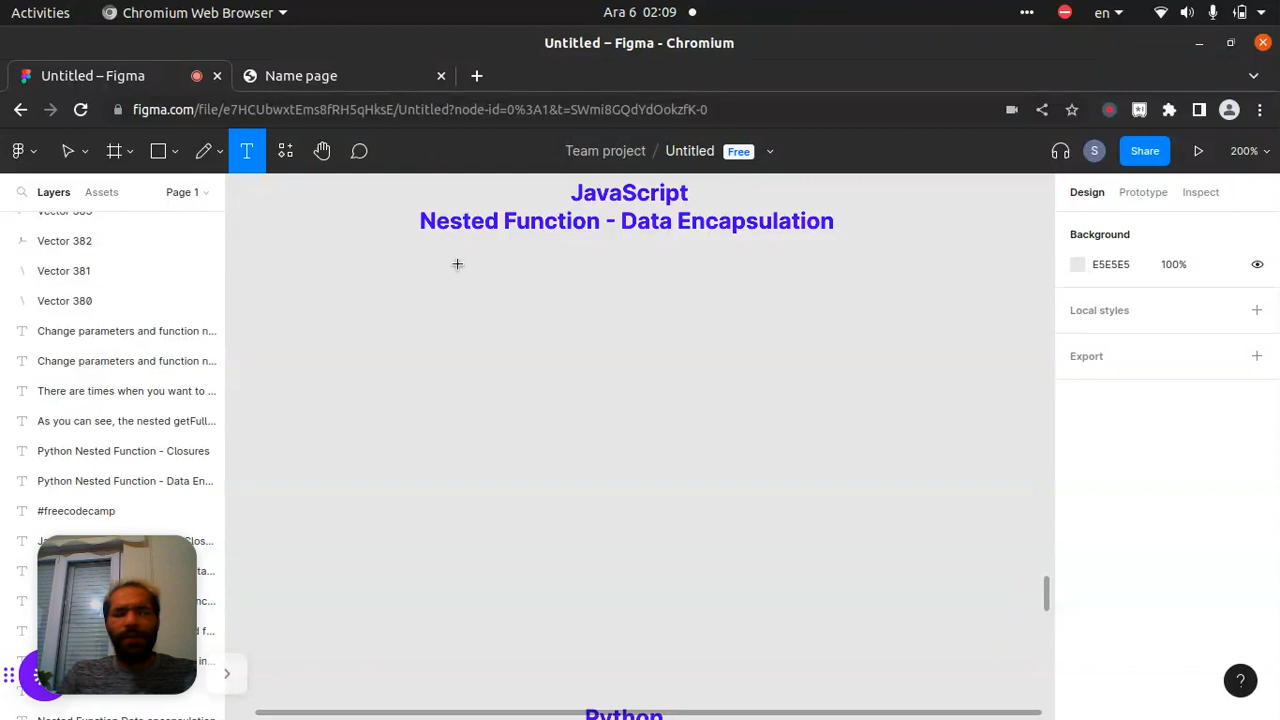 Activities
Chromium Web Browser
Ara 6 02:09
en
Untitled – Figma - Chromium
Untitled – Figma
Name page
figma.com/file/e7HCUbwxtEms8fRH5qHksE/Untitled?node-id=0%3A1&t=SWmi8GQdYdOokzfK-0
Team project / Untitled
Free
S
Share
200%
Layers
Assets
Page 1
Design
Prototype
Inspect
JavaScript
Nested Function - Data Encapsulation
Vector 382
Vector 381
Vector 380
Change parameters and function n...
Change parameters and function n...
There are times when you want to ...
As you can see, the nested getFull...
Python Nested Function - Closures
Python Nested Function - Data En...
#freecodecamp
Background
E5E5E5
100%
Local styles
Export
Python
?